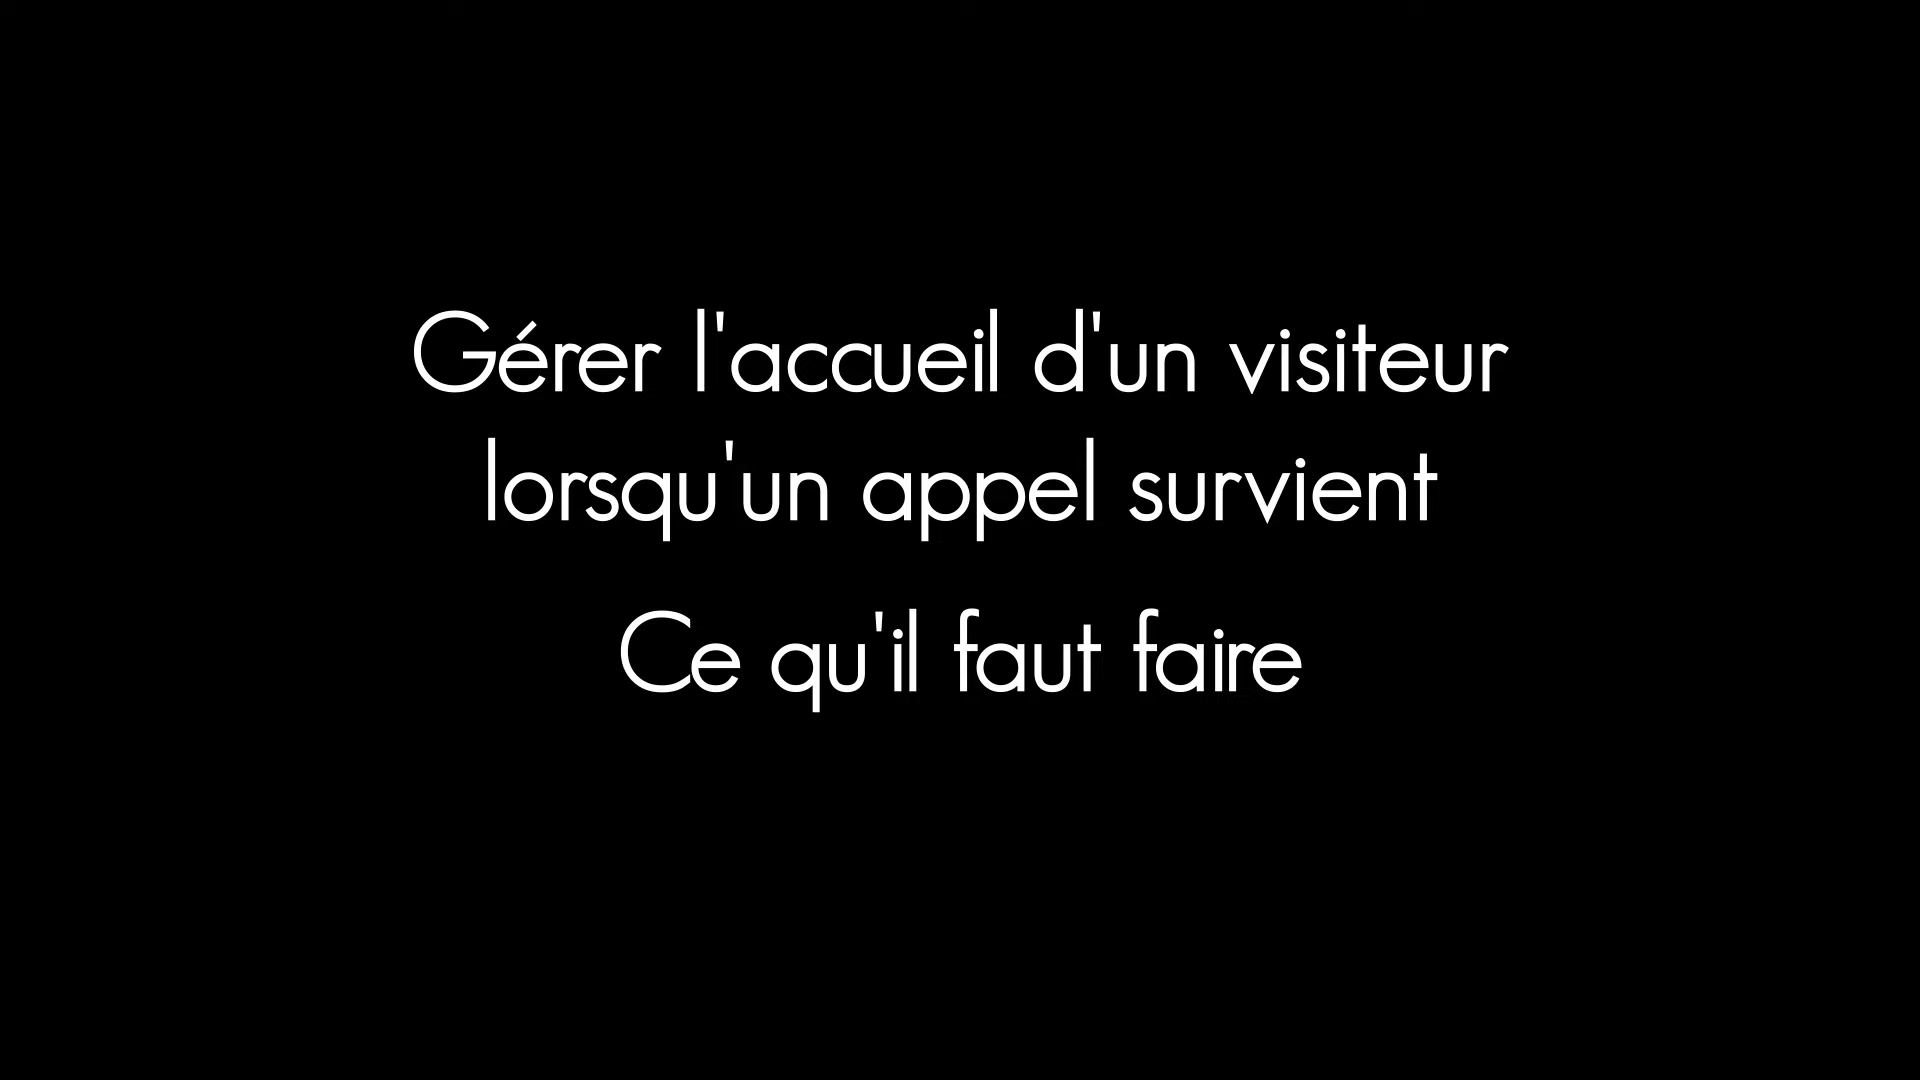 Gérer l'accueil d'un visiteur
lorsqu'un appel survient
Ce qu'il faut faire